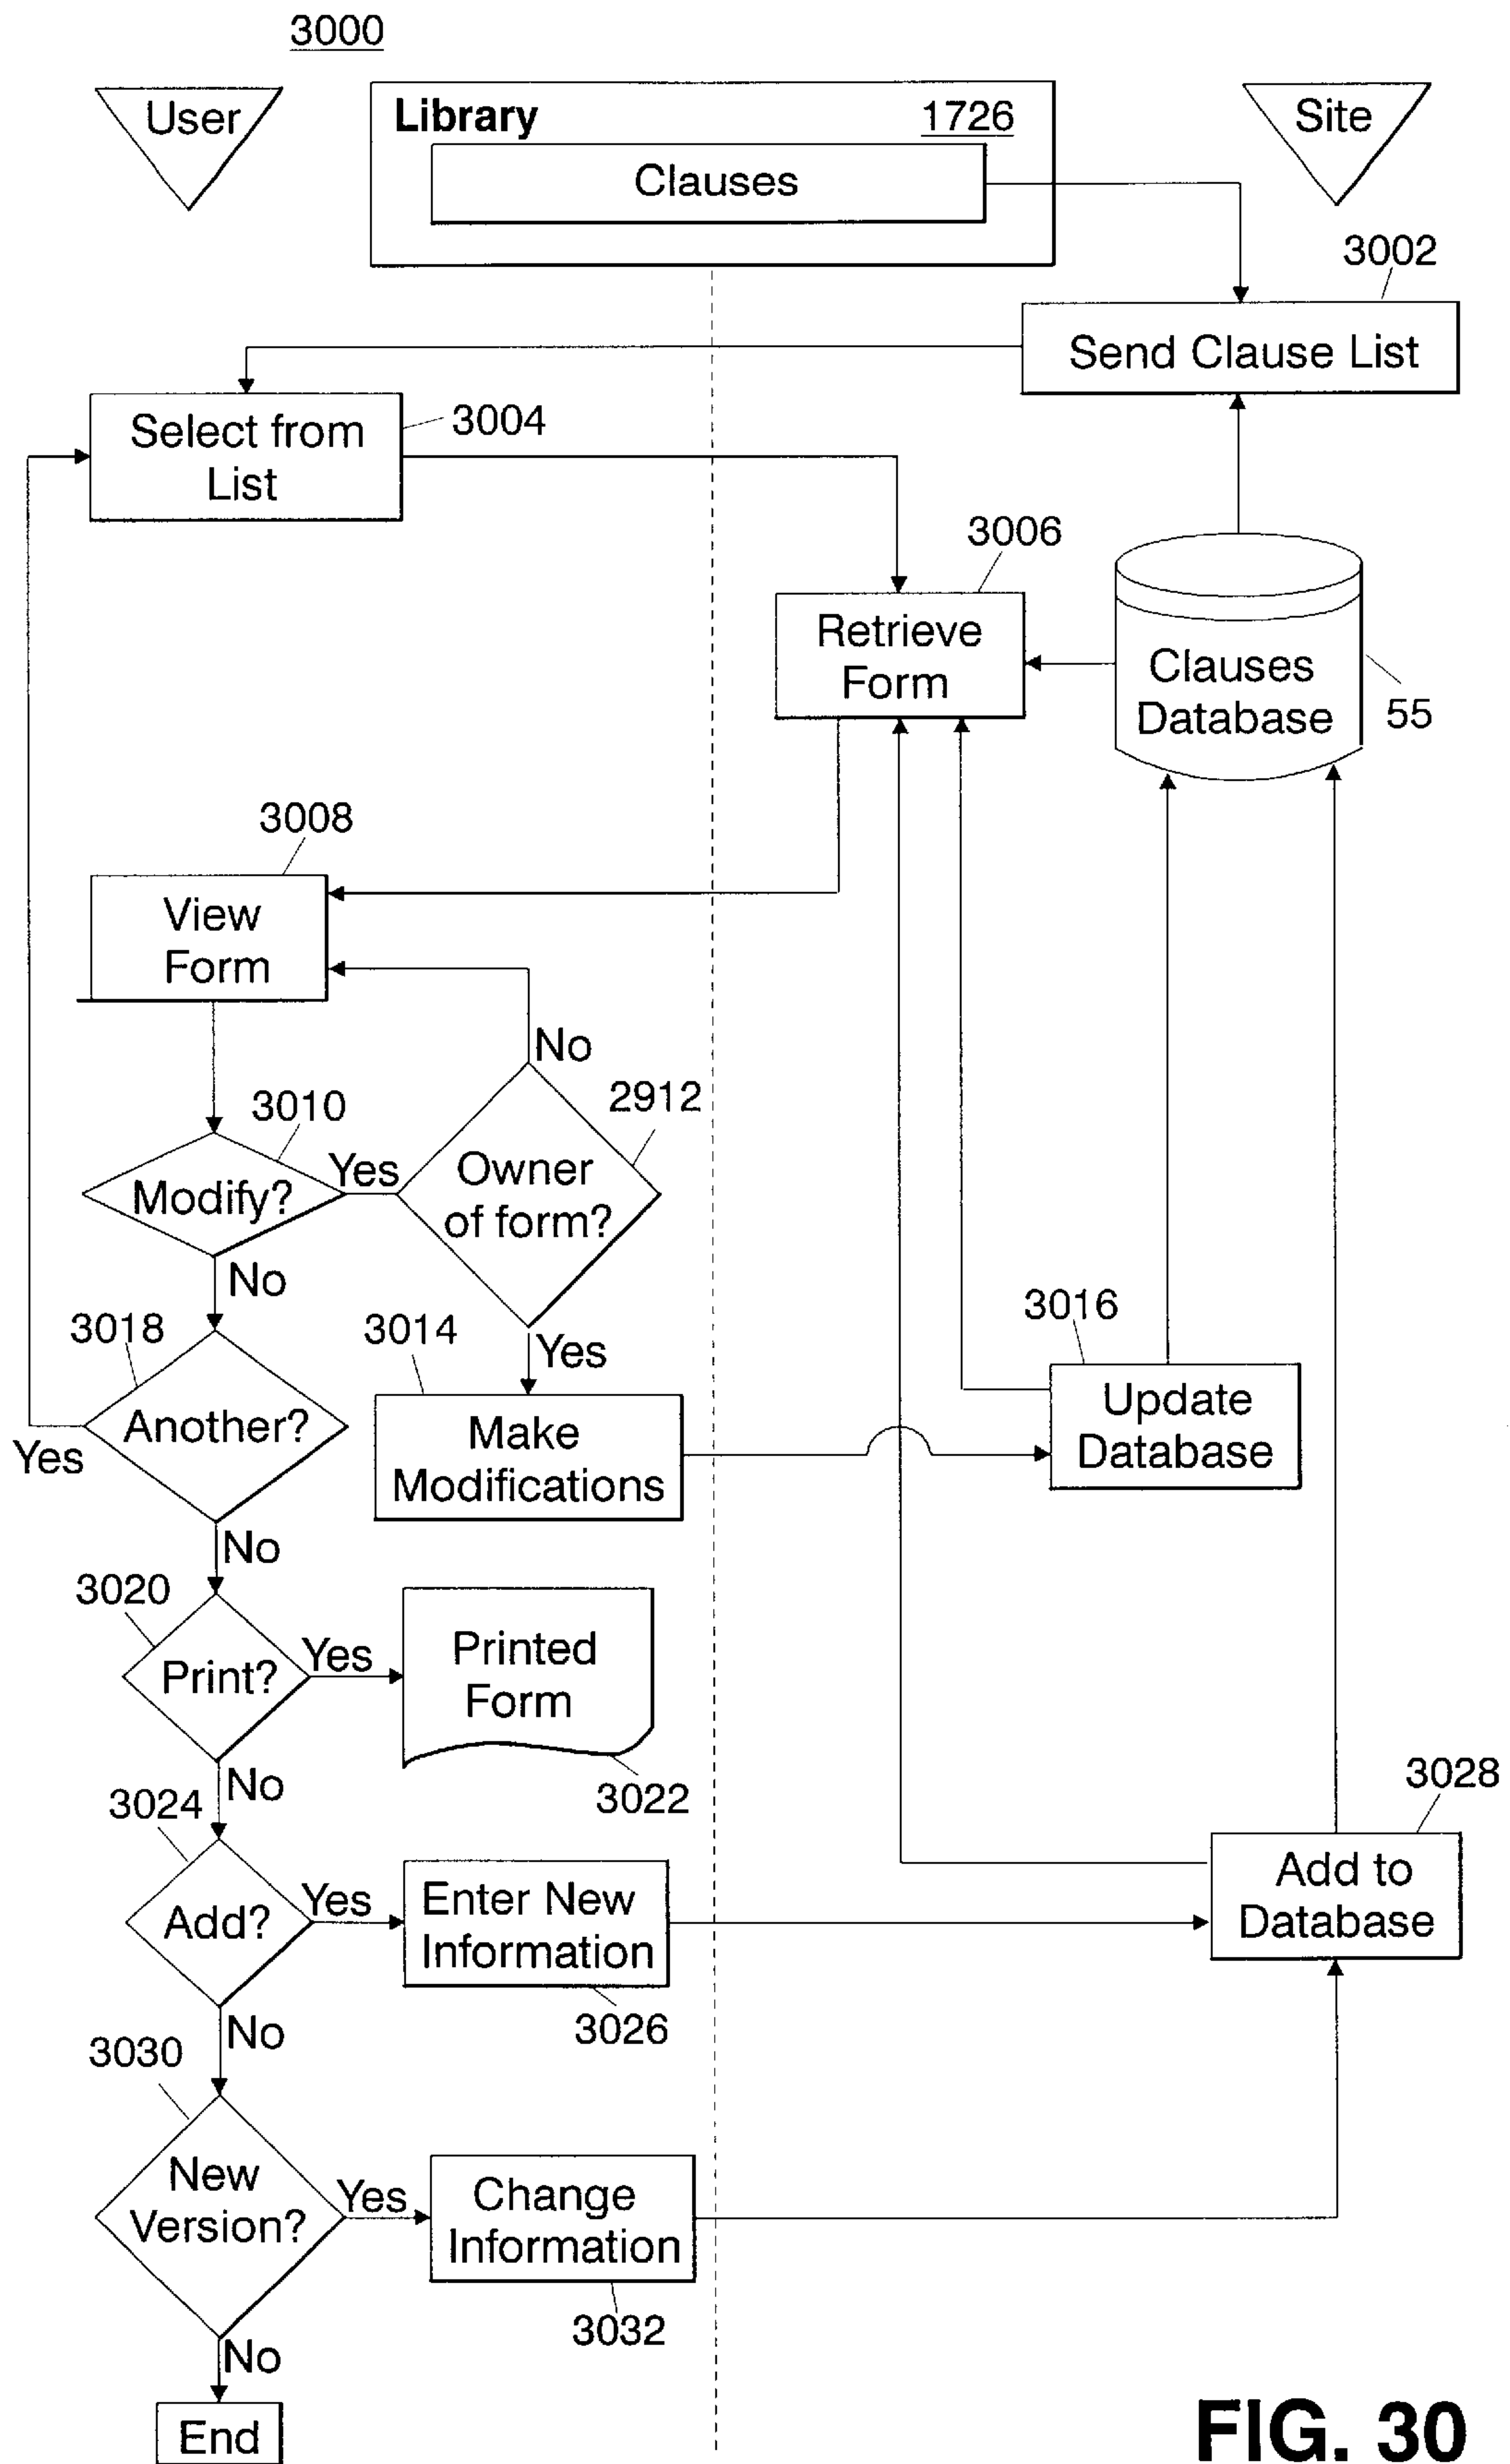 3000
User
Library 1726
Clauses
Site
3002
Send Clause List
Select from
List
3004
3006
Retrieve
Form
Clauses
Database
55
3008
View
Form
No
2912
3010
Modify?
Yes
Owner
of form?
No
3018
Another?
Yes
3014
Yes
Make
Modifications
3016
Update
Database
No
3020
Print?
Yes
Printed
Form
3022
No
3024
Add?
Yes
Enter New
Information
3026
3028
Add to
Database
No
3030
New
Version?
Yes
Change
Information
3032
No
End
FIG. 30